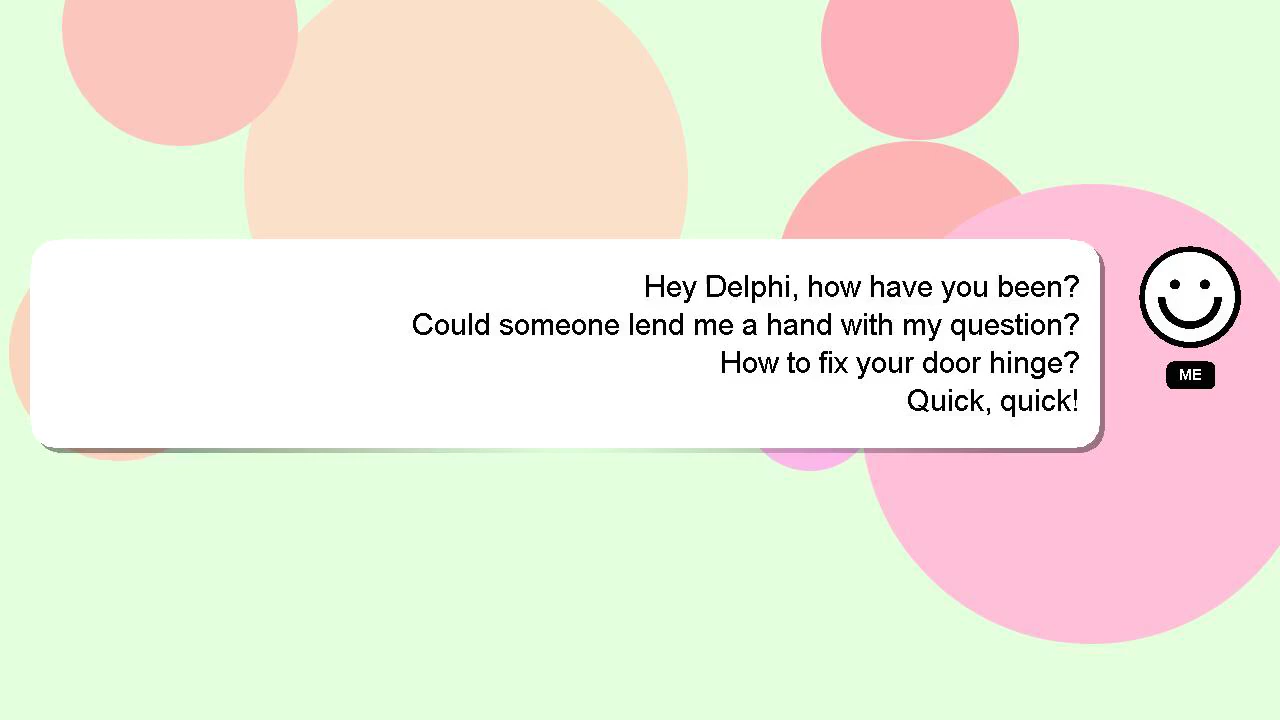 Hey Delphi, how have you been?
Could someone lend me a hand with my question?
How to fix your door hinge?
Quick, quick!
ME